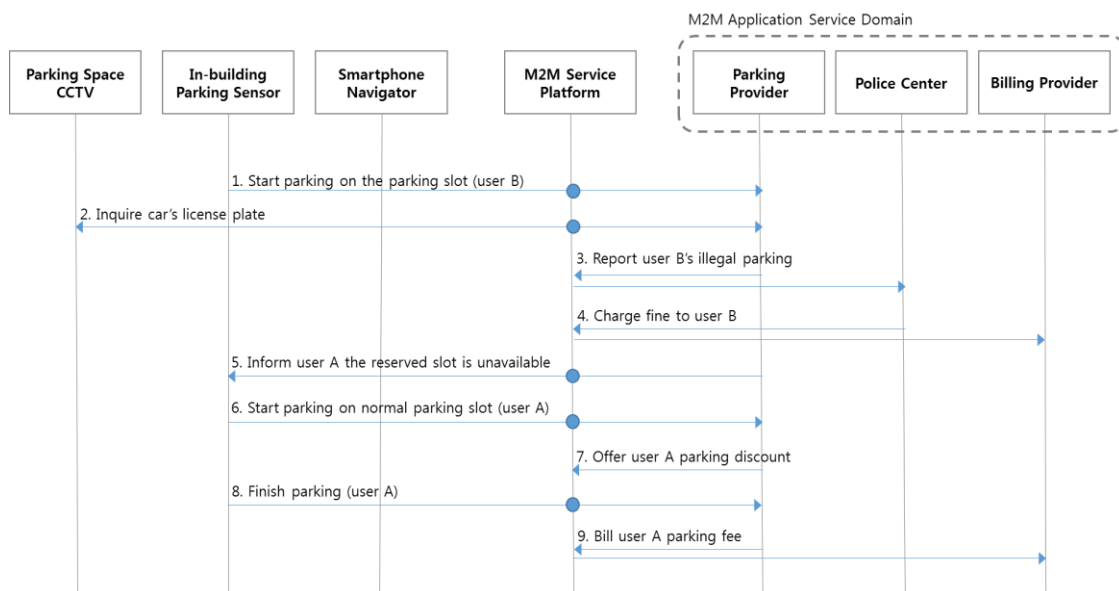 M2M Application Service Domain
Parking Space
CCTV
In-building
Parking Sensor
Smartphone
Navigator
M2M Service
Platform
Parking
Provider
Police Center
Billing Provider
1. Start parking on the parking slot (user B)
2. Inquire car’s license plate
3. Report user B’s illegal parking
4. Charge fine to user B
5. Inform user A the reserved slot is unavailable
6. Start parking on normal parking slot (user A)
7. Offer user A parking discount
8. Finish parking (user A)
9. Bill user A parking fee